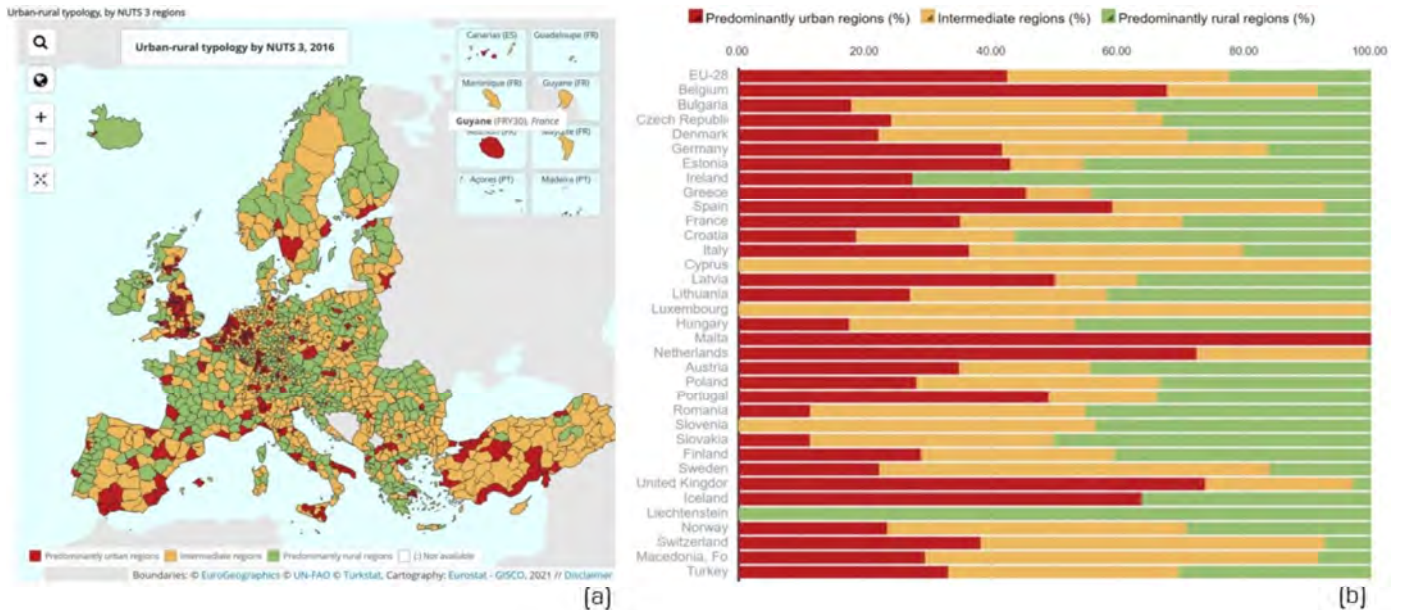 Urban-rural typology, by NUTS 3 regions
Urban-rural typology by NUTS 3, 2016
Canarias (ES)
Guadeloupe (FR)
Martinique (FR)
Guyane (FR)
Guyane (FRY30), France
Açores (PT)
Madeira (PT)
Predominantly urban regions
Intermediate regions
Predominantly rural regions
(:) Not available
Boundaries: © EuroGeographics © UN-FAO © Turkstat, Cartography: Eurostat - GISCO, 2021 // Disclaimer
(a)
Predominantly urban regions (%) Intermediate regions (%) Predominantly rural regions (%)
0.00 20.00 40.00 60.00 80.00 100.00
EU-28
Belgium
Bulgaria
Czech Republi
Denmark
Germany
Estonia
Ireland
Greece
Spain
France
Croatia
Italy
Cyprus
Latvia
Lithuania
Luxembourg
Hungary
Malta
Netherlands
Austria
Poland
Portugal
Romania
Slovenia
Slovakia
Finland
Sweden
United Kingdor
Iceland
Liechtenstein
Norway
Switzerland
Macedonia, Fo
Turkey
(b)